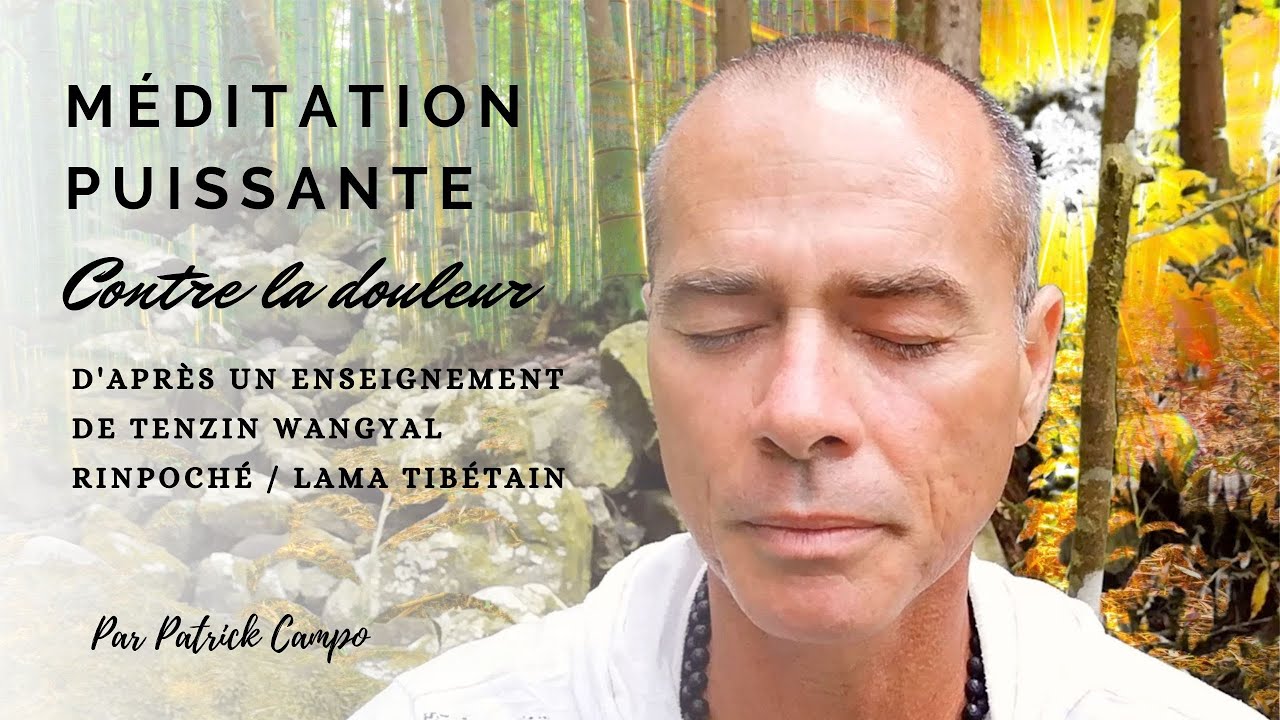 MÉDITATION
PUISSANTE
Contre la douleur
D'APRÈS UN ENSEIGNEMENT
DE TENZIN WANGYAL
RINPOCHÉ / LAMA TIBÉTAIN
Par Patrick Campo